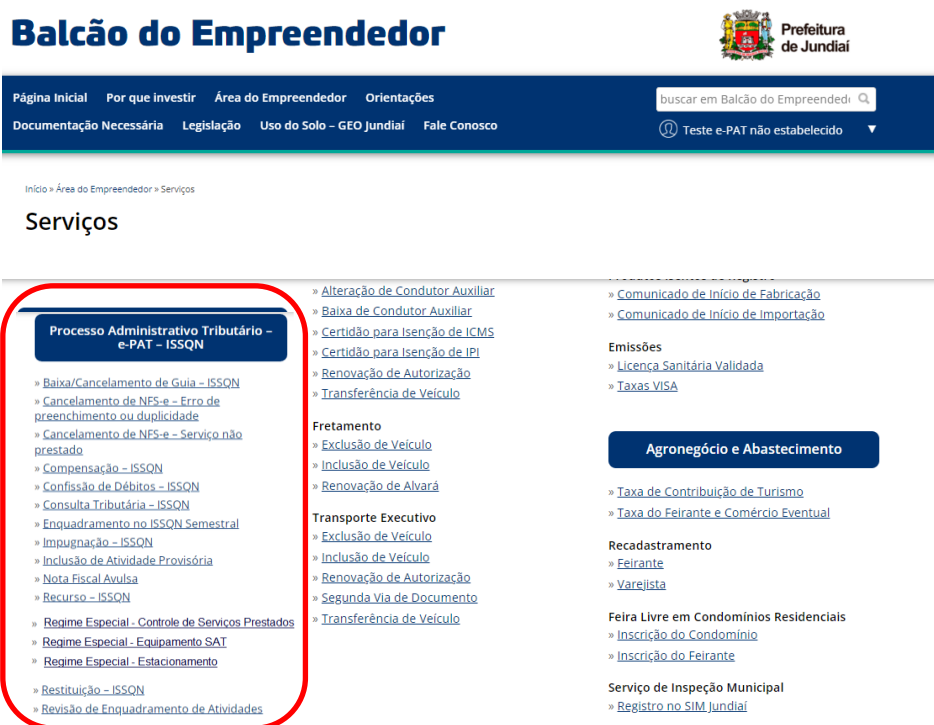 Balcão do Empreendedor
Prefeitura
de Jundiaí
Página Inicial Por que investir Área do Empreendedor Orientações
buscar em Balcão do Empreended
Documentação Necessária Legislação Uso do Solo – GEO Jundiaí Fale Conosco
Teste e-PAT não estabelecido ▼
Início » Área do Empreendedor » Serviços
Serviços
Processo Administrativo Tributário –
e-PAT – ISSQN
» Baixa/Cancelamento de Guia – ISSQN
» Cancelamento de NFS-e – Erro de
preenchimento ou duplicidade
» Cancelamento de NFS-e – Serviço não
prestado
» Compensação – ISSQN
» Confissão de Débitos – ISSQN
» Consulta Tributária – ISSQN
» Enquadramento no ISSQN Semestral
» Impugnação – ISSQN
» Inclusão de Atividade Provisória
» Nota Fiscal Avulsa
» Recurso – ISSQN
» Regime Especial - Controle de Serviços Prestados
» Regime Especial - Equipamento SAT
» Regime Especial - Estacionamento
» Restituição – ISSQN
» Revisão de Enquadramento de Atividades
» Alteração de Condutor Auxiliar
» Baixa de Condutor Auxiliar
» Certidão para Isenção de ICMS
» Certidão para Isenção de IPI
» Renovação de Autorização
» Transferência de Veículo
Fretamento
» Exclusão de Veículo
» Inclusão de Veículo
» Renovação de Alvará
Transporte Executivo
» Exclusão de Veículo
» Inclusão de Veículo
» Renovação de Autorização
» Segunda Via de Documento
» Transferência de Veículo
» Comunicado de Início de Fabricação
» Comunicado de Início de Importação
Emissões
» Licença Sanitária Validada
» Taxas VISA
Agronegócio e Abastecimento
» Taxa de Contribuição de Turismo
» Taxa do Feirante e Comércio Eventual
Recadastramento
» Feirante
» Varejista
Feira Livre em Condomínios Residenciais
» Inscrição do Condomínio
» Inscrição do Feirante
Serviço de Inspeção Municipal
» Registro no SIM Jundiaí